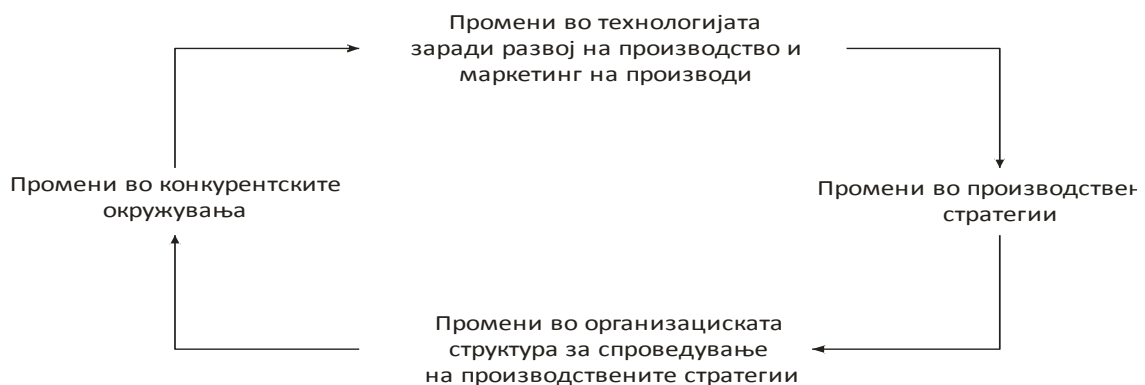 Промени во технологијата
заради развој на производство и
маркетинг на производи
Промени во конкурентските
окружувања
Промени во производствен
стратегии
Промени во организациската
структура за спроведување
на производствените стратегии